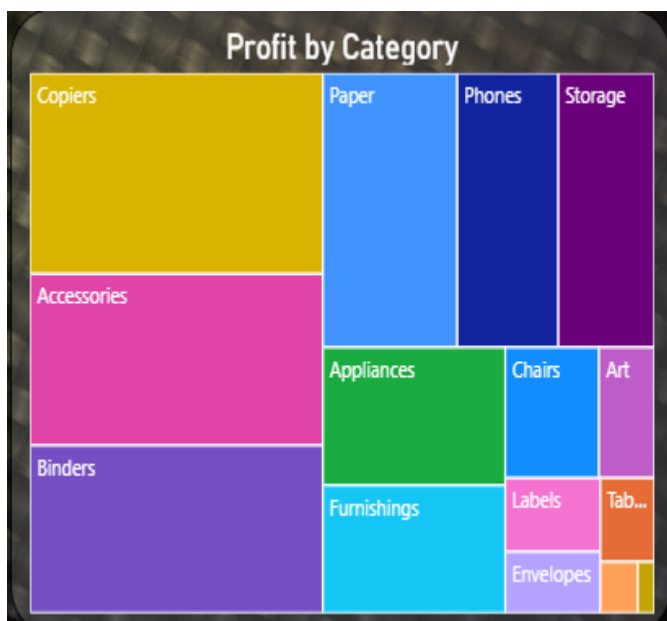 Profit by Category
Copiers
Paper
Phones
Storage
Accessories
Appliances
Chairs
Art
Binders
Furnishings
Labels
Tab...
Envelopes